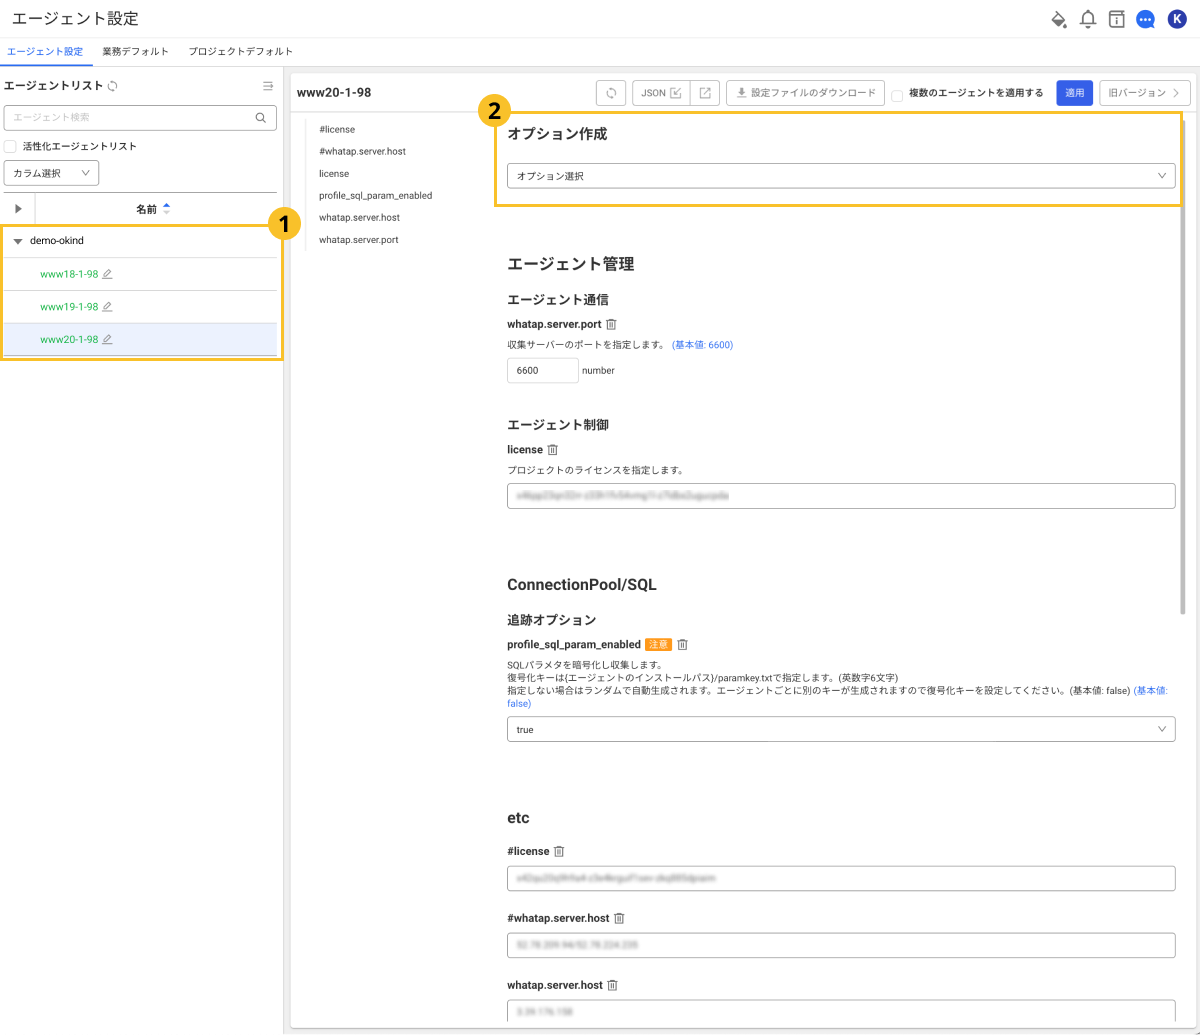 エージェント設定
K
エージェント設定 業務デフォルト プロジェクトデフォルト
エージェントリスト
エージェント検索
活性化エージェントリスト
カラム選択
名前
1
demo-okind
www18-1-98
www19-1-98
www20-1-98
www20-1-98
JSON
設定ファイルのダウンロード
複数のエージェントを適用する
適用
旧バージョン
#license
#whatap.server.host
license
profile_sql_param_enabled
whatap.server.host
whatap.server.port
2
オプション作成
オプション選択
エージェント管理
エージェント通信
whatap.server.port
収集サーバーのポートを指定します。 (基本値: 6600)
6600 number
エージェント制御
license
プロジェクトのライセンスを指定します。
ConnectionPool/SQL
追跡オプション
profile_sql_param_enabled 注意
SQLパラメタを暗号化し収集します。
復号化キーは{エージェントのインストールパス)/paramkey.txtで指定します。(英数字6文字)
指定しない場合はランダムで自動生成されます。エージェントごとに別のキーが生成されますので復号化キーを設定してください。(基本値: false) (基本値:
false)
true
etc
#license
#whatap.server.host
whatap.server.host